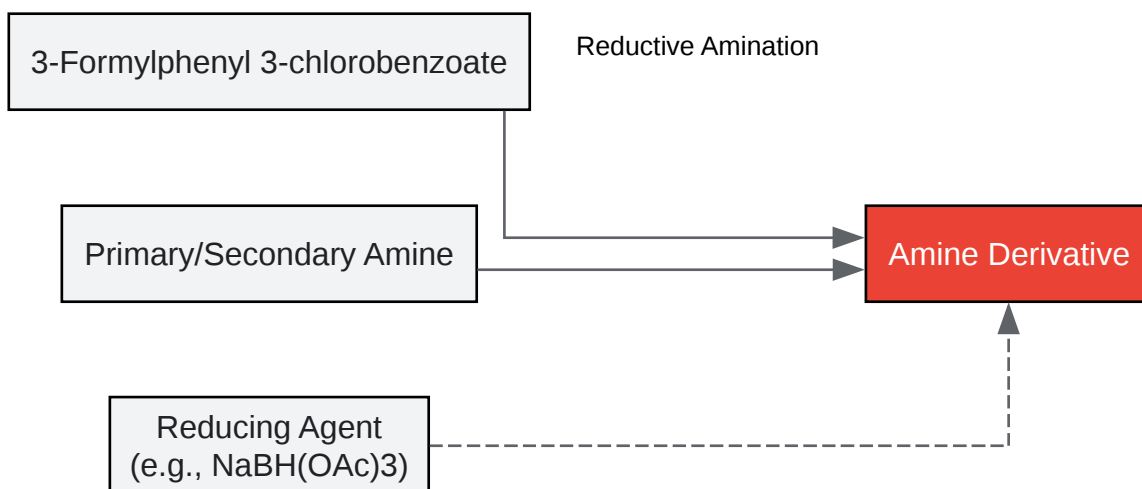 3-Formylphenyl 3-chlorobenzoate
Reductive Amination
Primary/Secondary Amine
Amine Derivative
Reducing Agent
(e.g., NaBH(OAc)3)